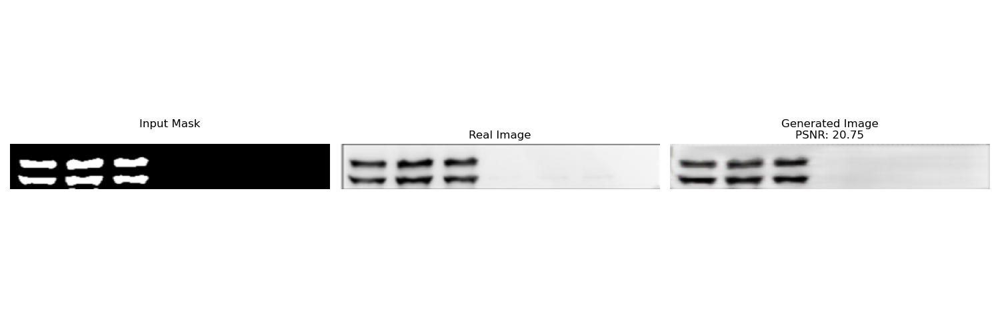 Input Mask
Real Image
Generated Image
PSNR: 20.75